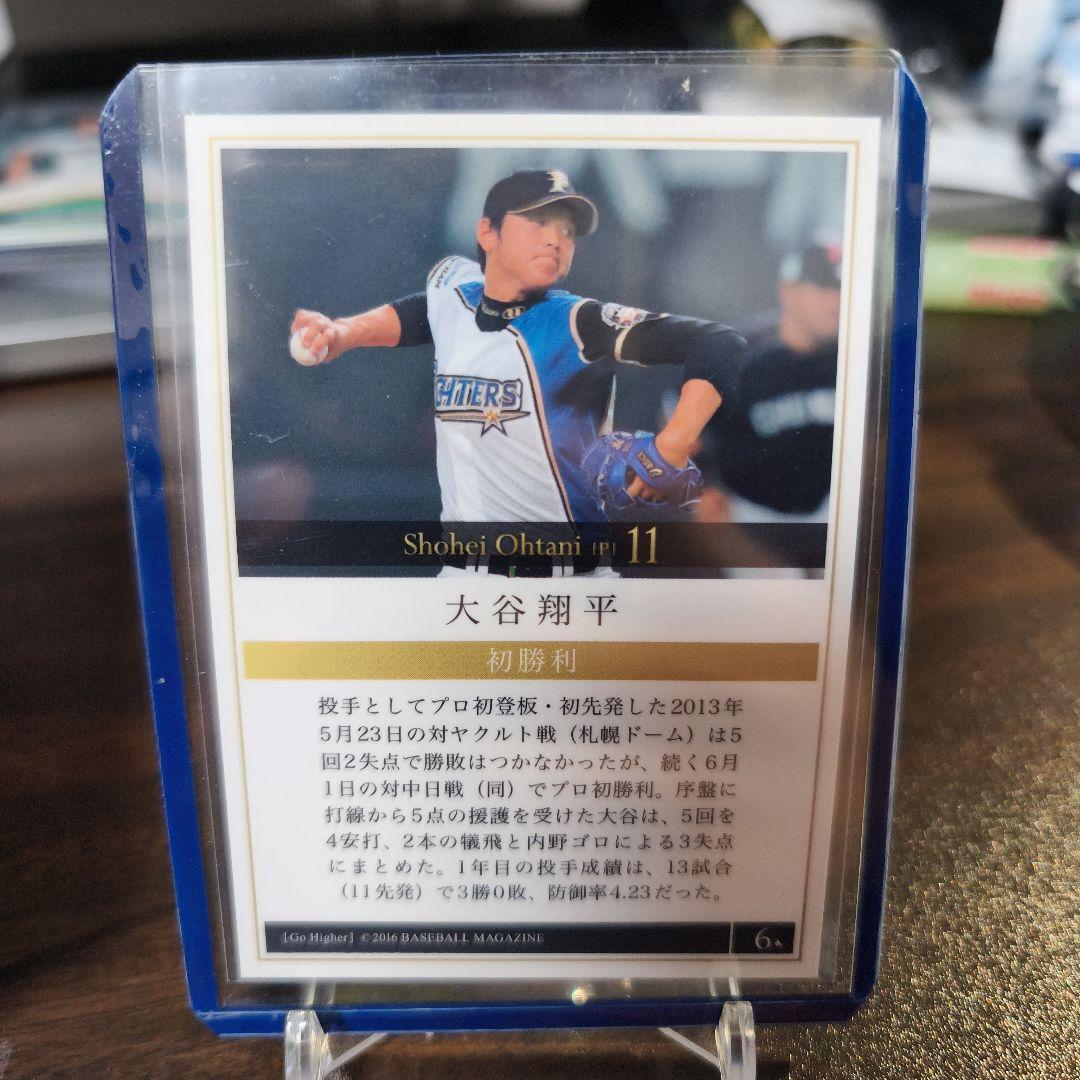 GHTERS
Shohei Ohtani [P] 11
大谷翔平
初勝利
投手としてプロ初登板・初先発した2013年
5月23日の対ヤクルト戦（札幌ドーム）は5
回2失点で勝敗はつかなかったが、続く6月
1日の対中日戦（同）でプロ初勝利。序盤に
打線から5点の援護を受けた大谷は、5回を
4安打、2本の犠飛と内野ゴロによる3失点
にまとめた。1年目の投手成績は、13試合
（11先発）で3勝0敗、防御率4.23だった。
[Go Higher] ©2016 BASEBALL MAGAZINE
6